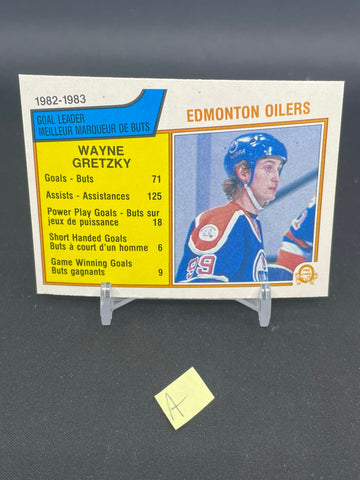 1982-1983
GOAL LEADER
MEILLEUR MARQUEUR DE BUTS
EDMONTON OILERS
WAYNE
GRETZKY
Goals - Buts 71
Assists - Assistances 125
Power Play Goals - Buts sur
jeu de puissance 18
Short Handed Goals
Buts à court d'un homme 6
Game Winning Goals
Buts gagnants 9
99
A